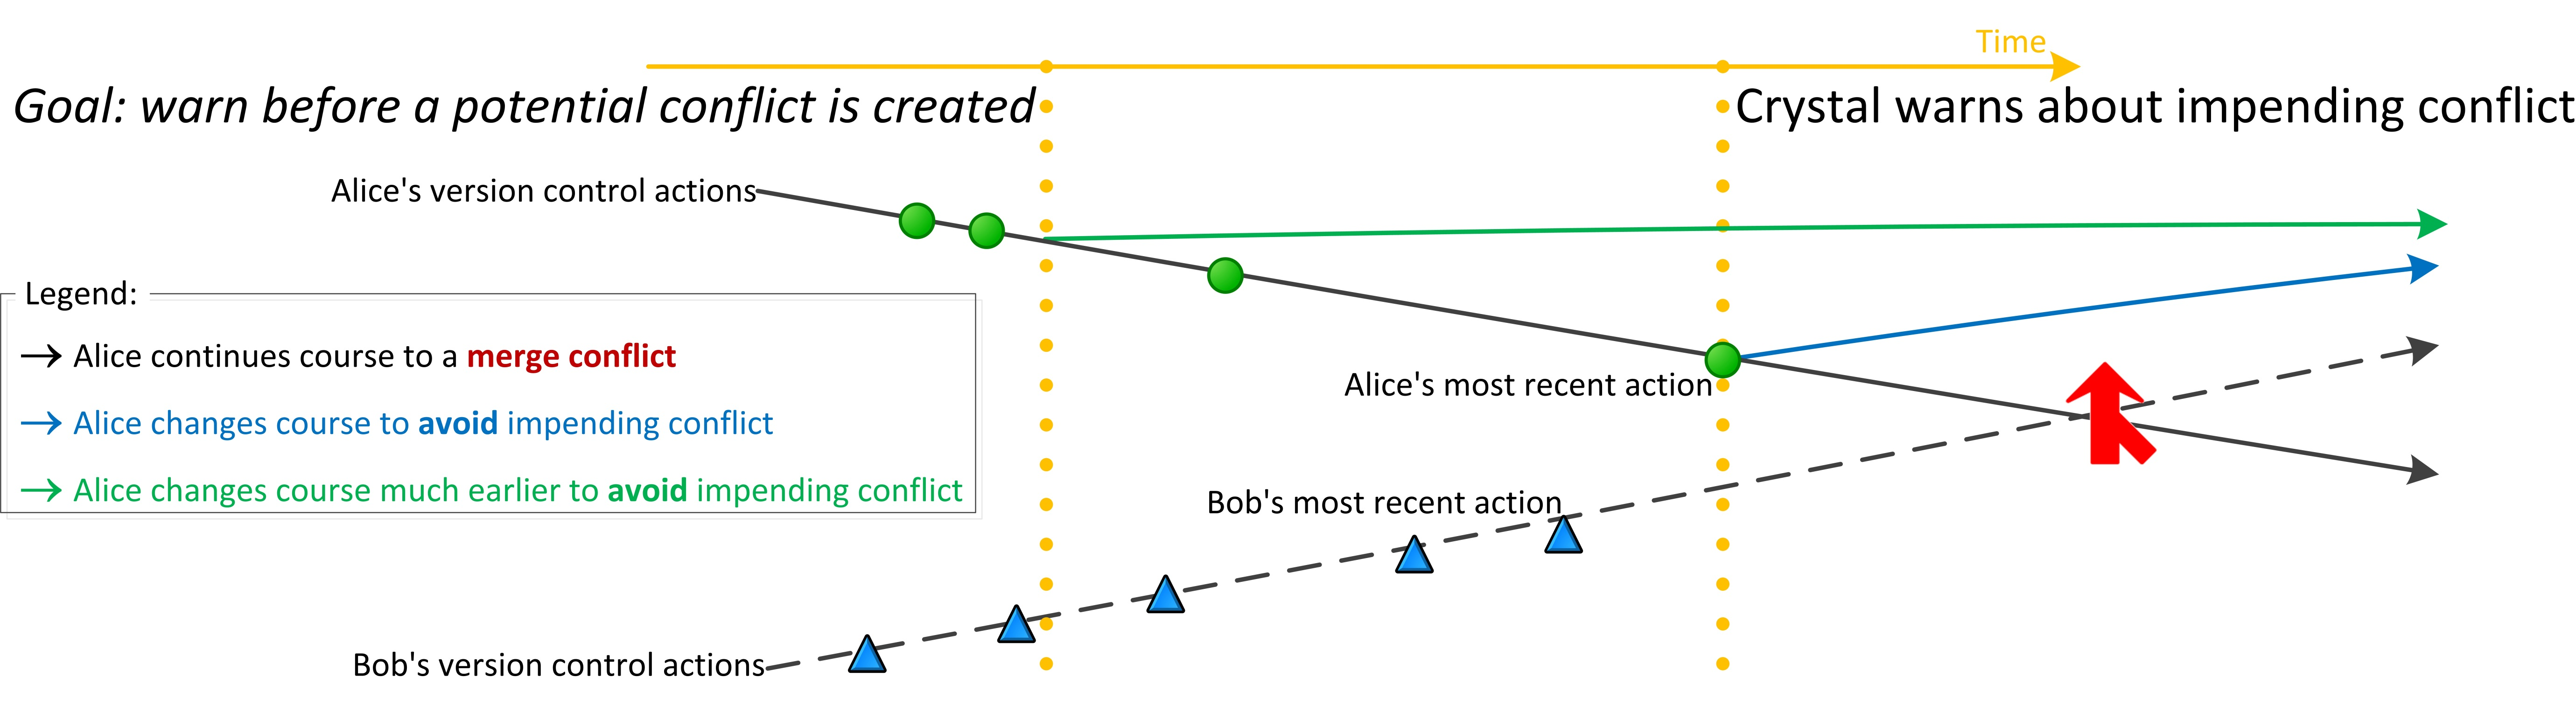 Time
Goal: warn before a potential conflict is created
Crystal warns about impending conflict
Alice's version control actions
Legend:
Alice continues course to a merge conflict
Alice changes course to avoid impending conflict
Alice changes course much earlier to avoid impending conflict
Alice's most recent action
Bob's most recent action
Bob's version control actions